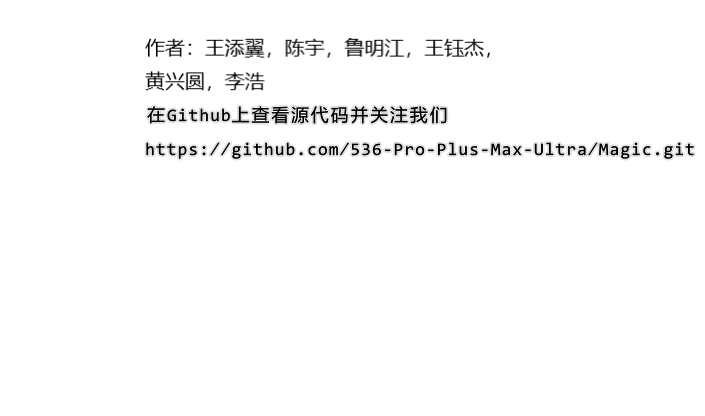 作者：王添翼，陈宇，鲁明江，王钰杰，
黄兴圆，李浩
在Github上查看源代码并关注我们
https://github.com/536-Pro-Plus-Max-Ultra/Magic.git